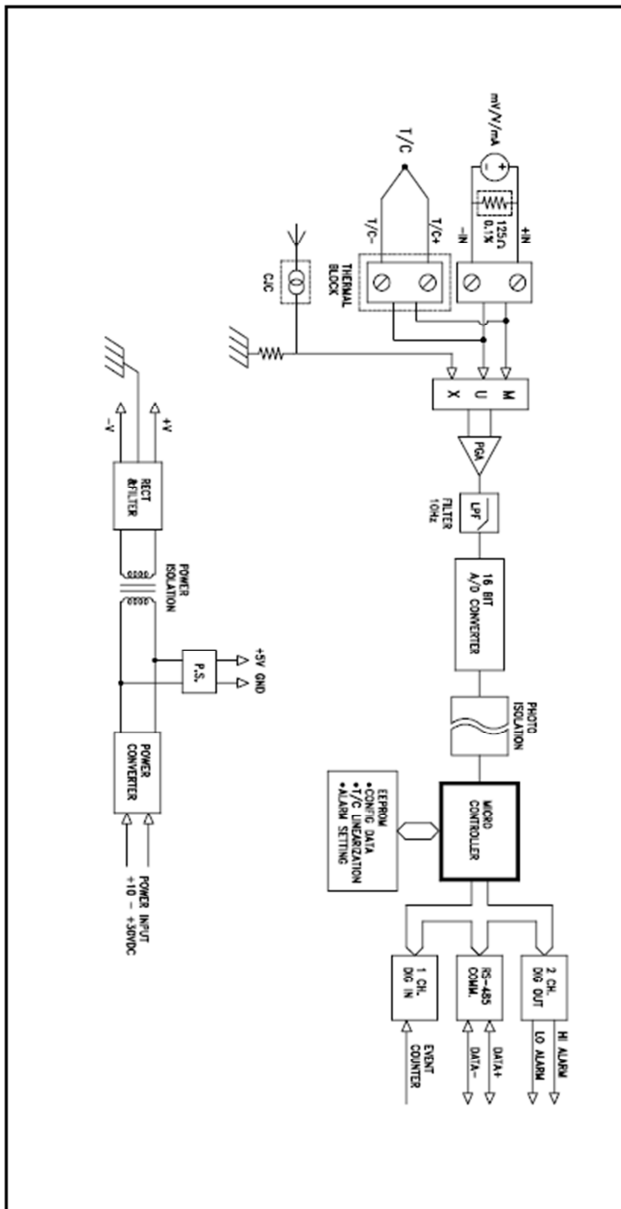 mV/V/mA
+
−
125Ω
0.1%
+IN
-IN
T/C
T/C+
T/C-
THERMAL
BLOCK
CJC
M
U
X
PGA
LPF
FILTER
10Hz
16 BIT
A/D CONVERTER
PHOTO
ISOLATION
MICRO
CONTROLLER
EEPROM
•CONFIG DATA
•T/C LINEARIZATION
•ALARM SETTING
2 CH.
DIG OUT
HI ALARM
LO ALARM
RS-485
COMM.
DATA+
DATA-
1 CH.
DIG IN
EVENT
COUNTER
+V
-V
RECT
&FILTER
POWER
ISOLATION
P.S.
+5V GND
POWER
CONVERTER
POWER INPUT
+10 - +30VDC